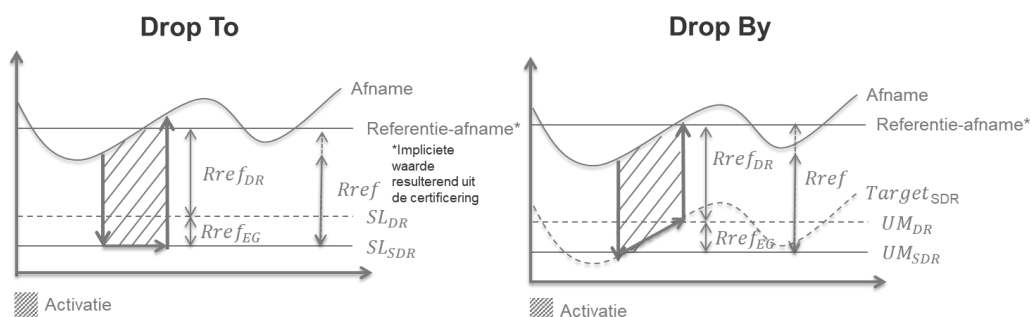 Drop To
Afname
Referentie-afname*
*Impliciete
waarde
resulterend uit
de certificering
Rref_DR
Rref
SL_DR
Rref_EG
SL_SDR
Activatie
Drop By
Afname
Referentie-afname*
Rref_DR
Rref
Target_SDR
UM_DR
Rref_EG
UM_SDR
Activatie